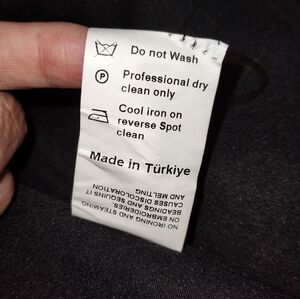 Do not Wash
P
Professional dry
clean only
Cool iron on
reverse Spot
clean
Made in Türkiye
NO IRONING AND STEAMING
ON EMBROIDERIES,
BEADINGS AND SEQUINS IT
CAUSES DISCOLORATION
AND MELTING